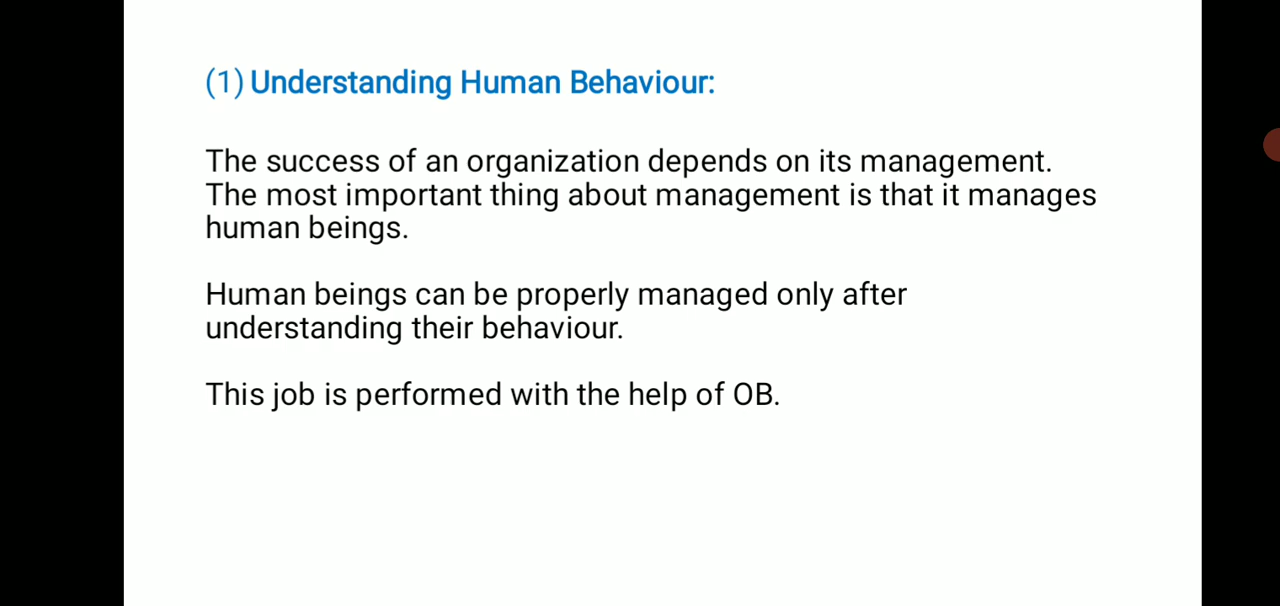 (1) Understanding Human Behaviour:
The success of an organization depends on its management.
The most important thing about management is that it manages
human beings.
Human beings can be properly managed only after
understanding their behaviour.
This job is performed with the help of OB.